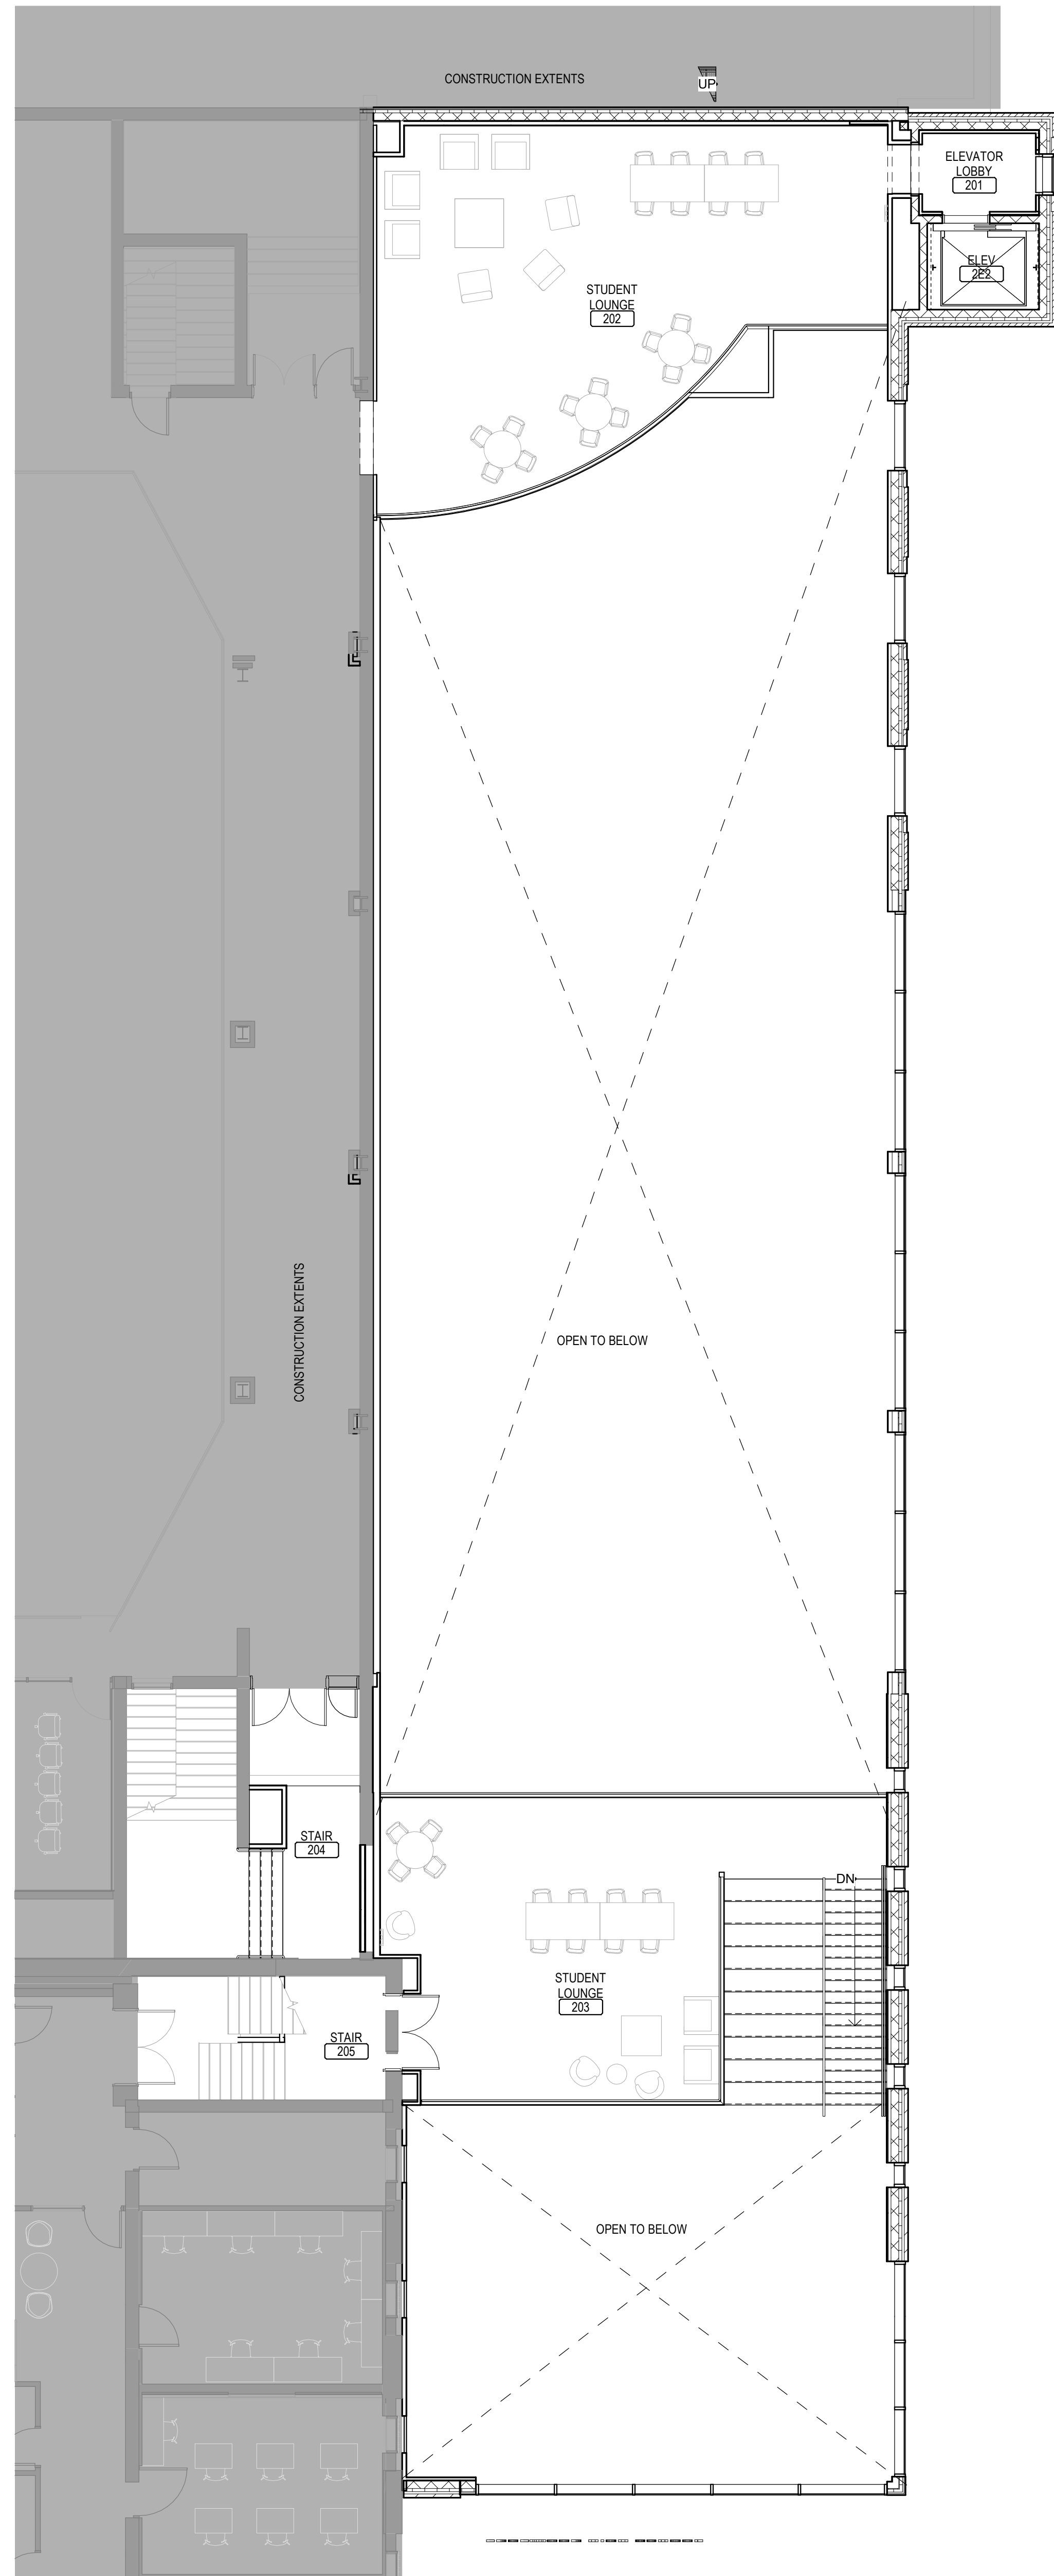 CONSTRUCTION EXTENTS
UP
ELEVATOR
LOBBY
201
ELEV
2E2
STUDENT
LOUNGE
202
CONSTRUCTION EXTENTS
OPEN TO BELOW
STAIR
204
DN
STUDENT
LOUNGE
203
STAIR
205
OPEN TO BELOW